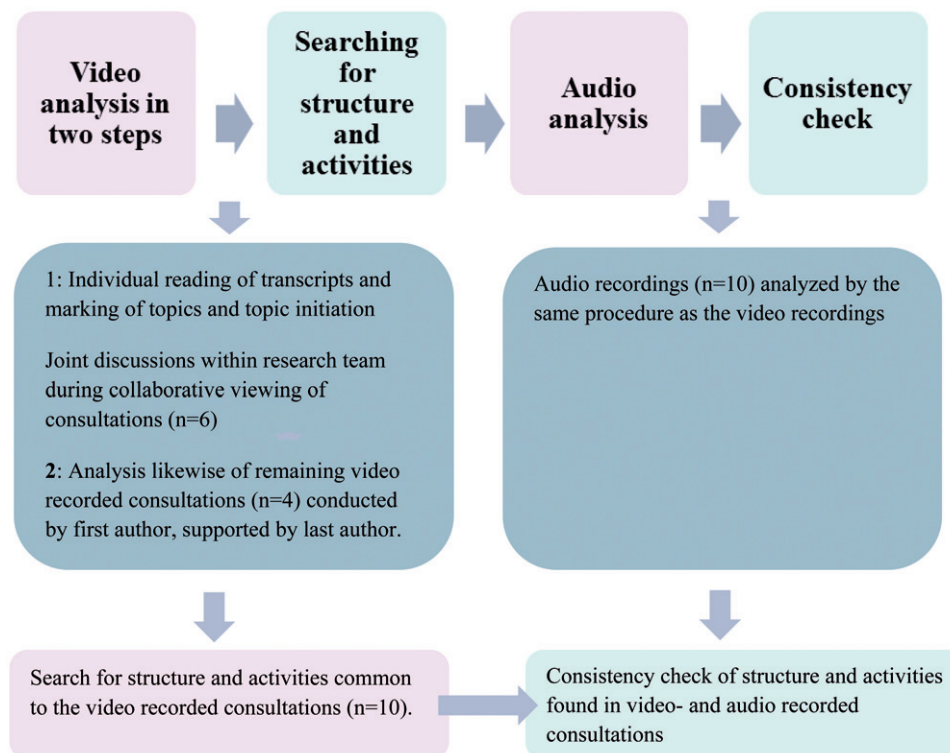 Video
analysis in
two steps
Searching
for
structure
and
activities
Audio
analysis
Consistency
check
1: Individual reading of transcripts and
marking of topics and topic initiation
Joint discussions within research team
during collaborative viewing of
consultations (n=6)
2: Analysis likewise of remaining video
recorded consultations (n=4) conducted
by first author, supported by last author.
Audio recordings (n=10) analyzed by the
same procedure as the video recordings
Search for structure and activities common
to the video recorded consultations (n=10).
Consistency check of structure and activities
found in video- and audio recorded
consultations